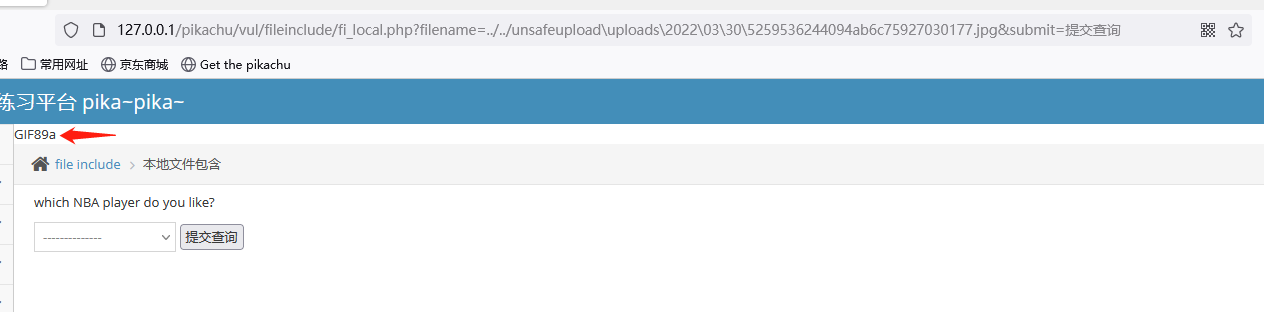 127.0.0.1/pikachu/vul/fileinclude/fi_local.php?filename=../../unsafeupload\uploads\2022\03\30\5259536244094ab6c75927030177.jpg&submit=提交查询
路 常用网址 京东商城 Get the pikachu
练习平台 pika~pika~
GIF89a
file include > 本地文件包含
which NBA player do you like?
--------------
提交查询